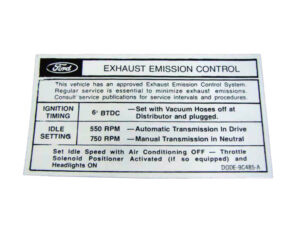 Ford
EXHAUST EMISSION CONTROL
This vehicle has an approved Exhaust Emission Control System.
Regular service is essential to minimize exhaust emissions.
Consult service publications for service intervals and procedures.
IGNITION TIMING 6° BTDC — Set with Vacuum Hoses off at
Distributor and plugged.
IDLE SETTING 550 RPM — Automatic Transmission In Drive
750 RPM — Manual Transmission in Neutral
Set Idle Speed with Air Conditioning OFF — Throttle
Solenoid Positioner Activated (if so equipped) and
Headlights ON
DODE-9C485-A